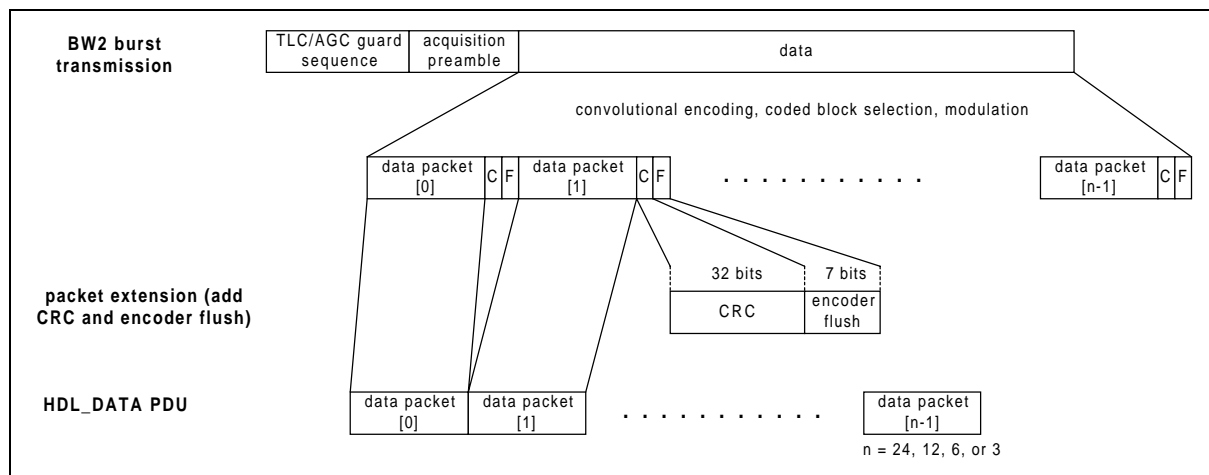 BW2 burst
transmission
TLC/AGC guard
sequence
acquisition
preamble
data
convolutional encoding, coded block selection, modulation
data packet
[0]
C
F
data packet
[1]
C
F
. . . . . . . . . . .
data packet
[n-1]
C
F
packet extension (add
CRC and encoder flush)
32 bits
7 bits
CRC
encoder
flush
HDL_DATA PDU
data packet
[0]
data packet
[1]
. . . . . . . . . . .
data packet
[n-1]
n = 24, 12, 6, or 3